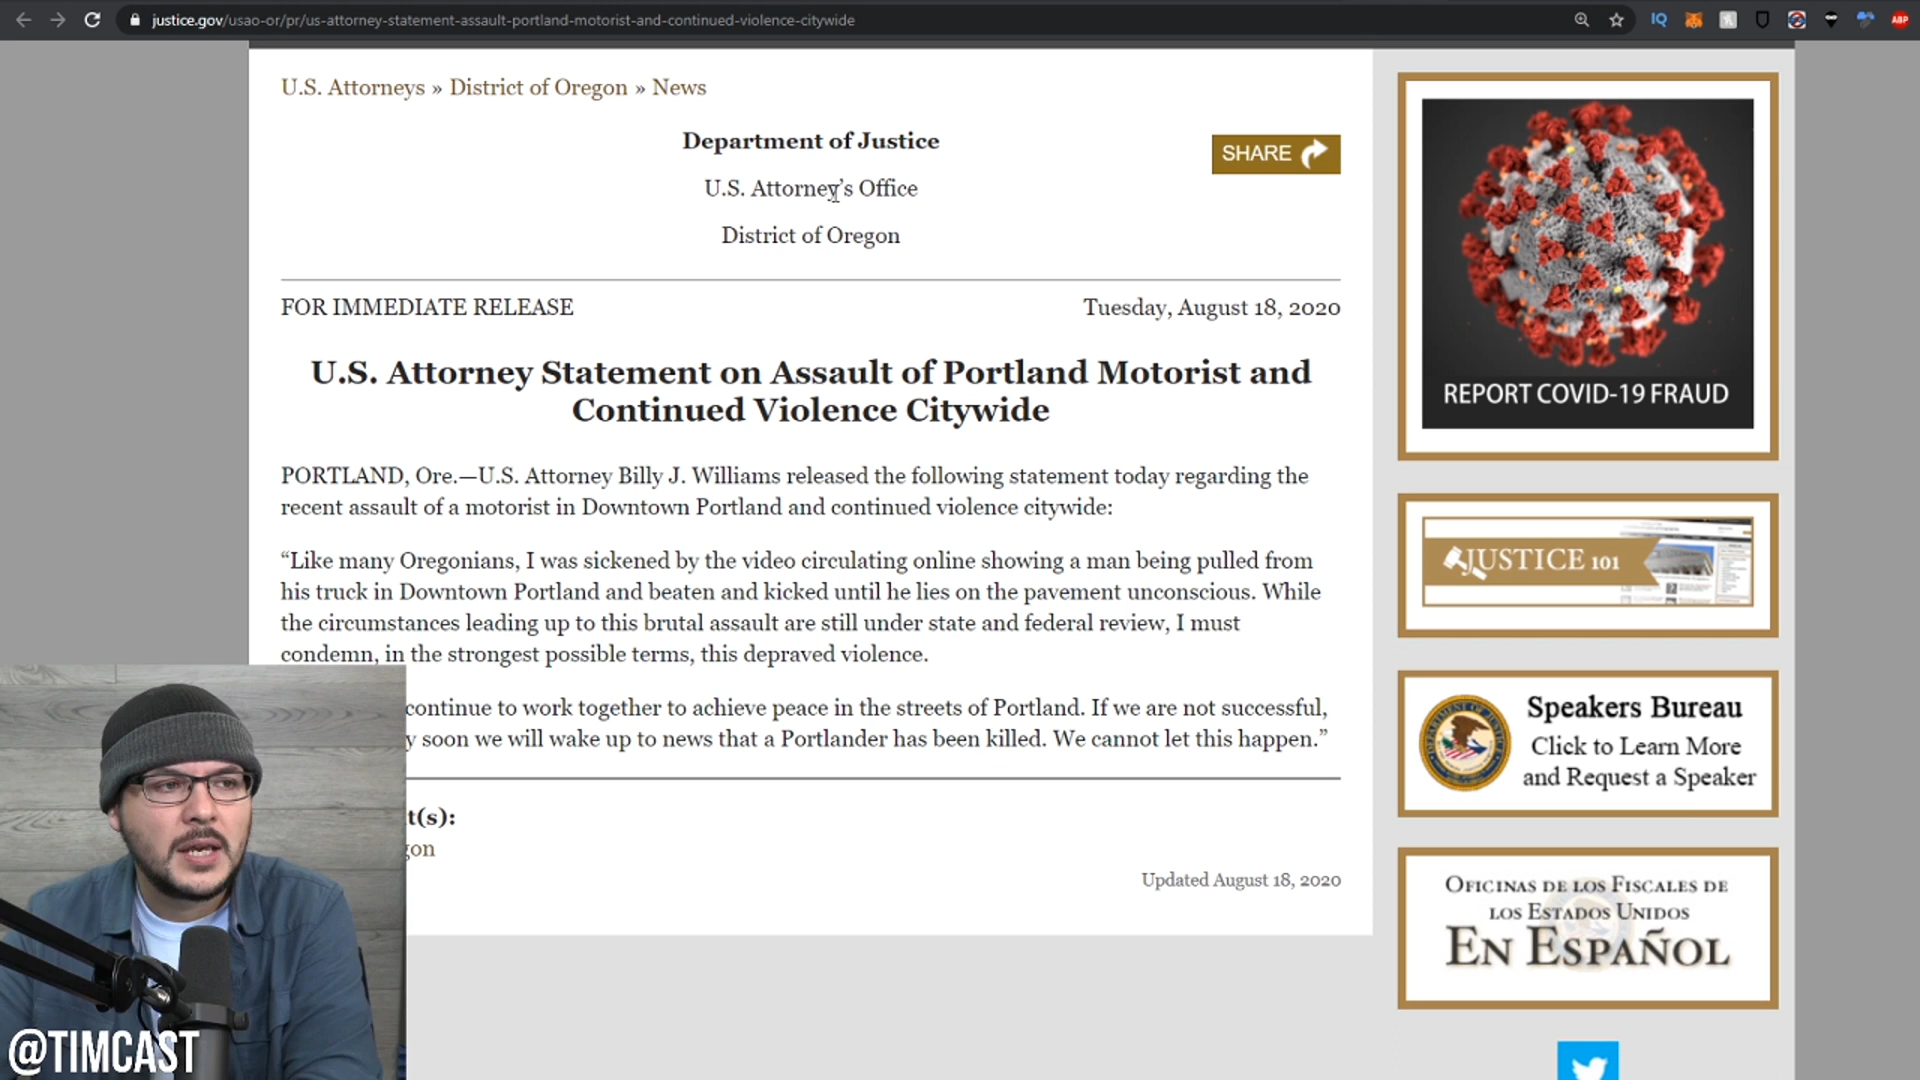 justice.gov/usao-or/pr/us-attorney-statement-assault-portland-motorist-and-continued-violence-citywide
IQ
ABP
U.S. Attorneys » District of Oregon » News
Department of Justice
SHARE
U.S. Attorney’s Office
District of Oregon
FOR IMMEDIATE RELEASE
Tuesday, August 18, 2020
U.S. Attorney Statement on Assault of Portland Motorist and
Continued Violence Citywide
PORTLAND, Ore.—U.S. Attorney Billy J. Williams released the following statement today regarding the
recent assault of a motorist in Downtown Portland and continued violence citywide:
“Like many Oregonians, I was sickened by the video circulating online showing a man being pulled from
his truck in Downtown Portland and beaten and kicked until he lies on the pavement unconscious. While
the circumstances leading up to this brutal assault are still under state and federal review, I must
condemn, in the strongest possible terms, this depraved violence.
continue to work together to achieve peace in the streets of Portland. If we are not successful,
y soon we will wake up to news that a Portlander has been killed. We cannot let this happen.”
t(s):
gon
Updated August 18, 2020
REPORT COVID-19 FRAUD
JUSTICE 101
Speakers Bureau
Click to Learn More
and Request a Speaker
OFICINAS DE LOS FISCALES DE
LOS ESTADOS UNIDOS
EN ESPAÑOL
@TIMCAST